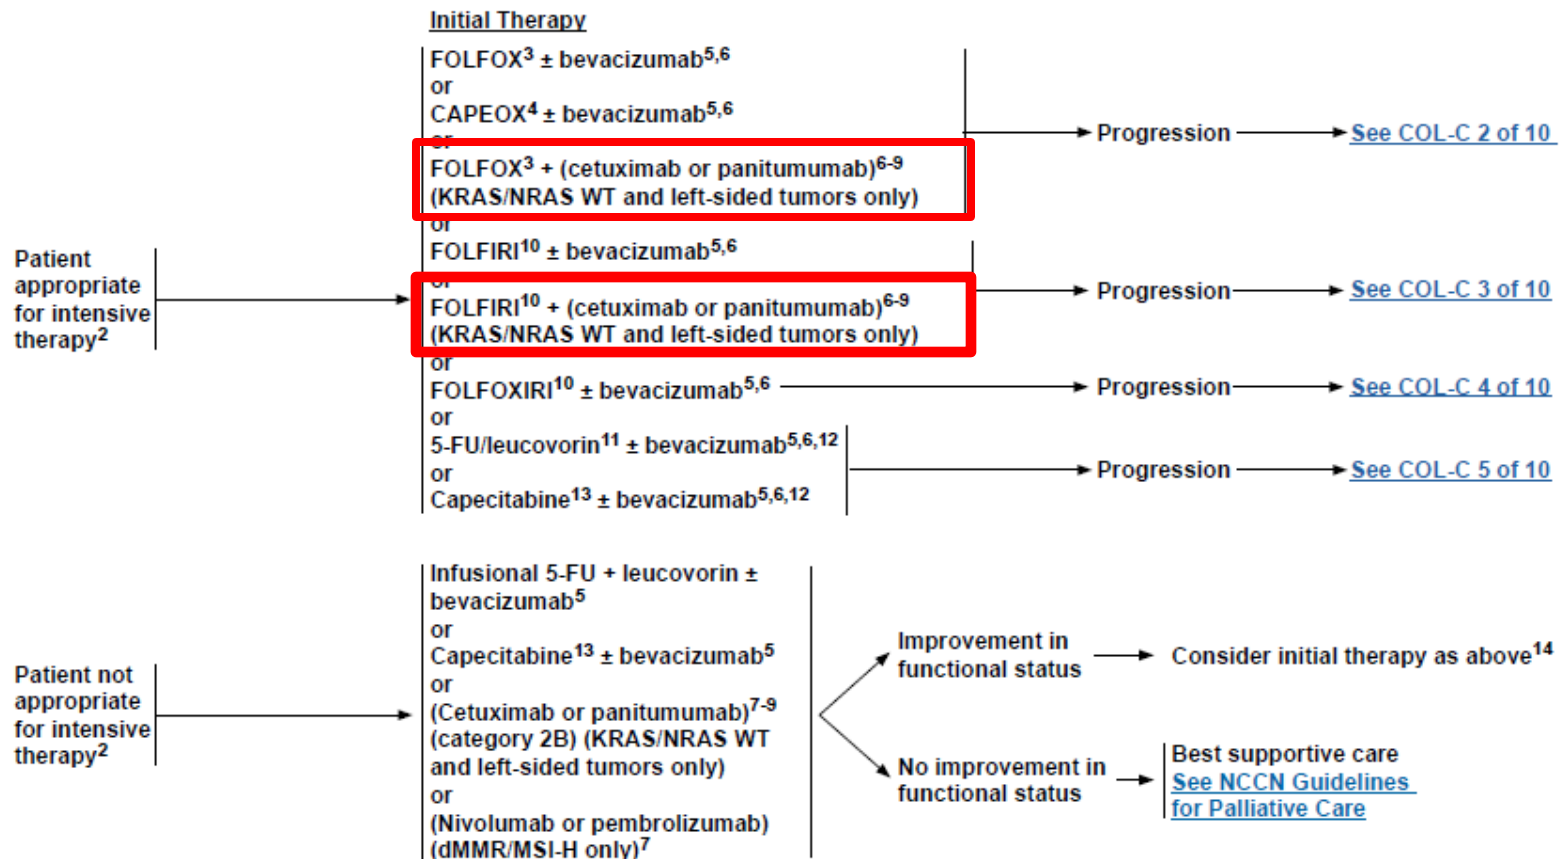 Initial Therapy
FOLFOX3 ± bevacizumab5,6
or
CAPEOX4 ± bevacizumab5,6
or
FOLFOX3 + (cetuximab or panitumumab)6-9
(KRAS/NRAS WT and left-sided tumors only)
or
FOLFIRI10 ± bevacizumab5,6
or
FOLFIRI10 + (cetuximab or panitumumab)6-9
(KRAS/NRAS WT and left-sided tumors only)
or
FOLFOXIRI10 ± bevacizumab5,6
or
5-FU/leucovorin11 ± bevacizumab5,6,12
or
Capecitabine13 ± bevacizumab5,6,12
Patient
appropriate
for intensive
therapy2
Progression
See COL-C 2 of 10
Progression
See COL-C 3 of 10
Progression
See COL-C 4 of 10
Progression
See COL-C 5 of 10
Patient not
appropriate
for intensive
therapy2
Infusional 5-FU + leucovorin ±
bevacizumab5
or
Capecitabine13 ± bevacizumab5
or
(Cetuximab or panitumumab)7-9
(category 2B) (KRAS/NRAS WT
and left-sided tumors only)
or
(Nivolumab or pembrolizumab)
(dMMR/MSI-H only)7
Improvement in
functional status
Consider initial therapy as above14
No improvement in
functional status
Best supportive care
See NCCN Guidelines
for Palliative Care